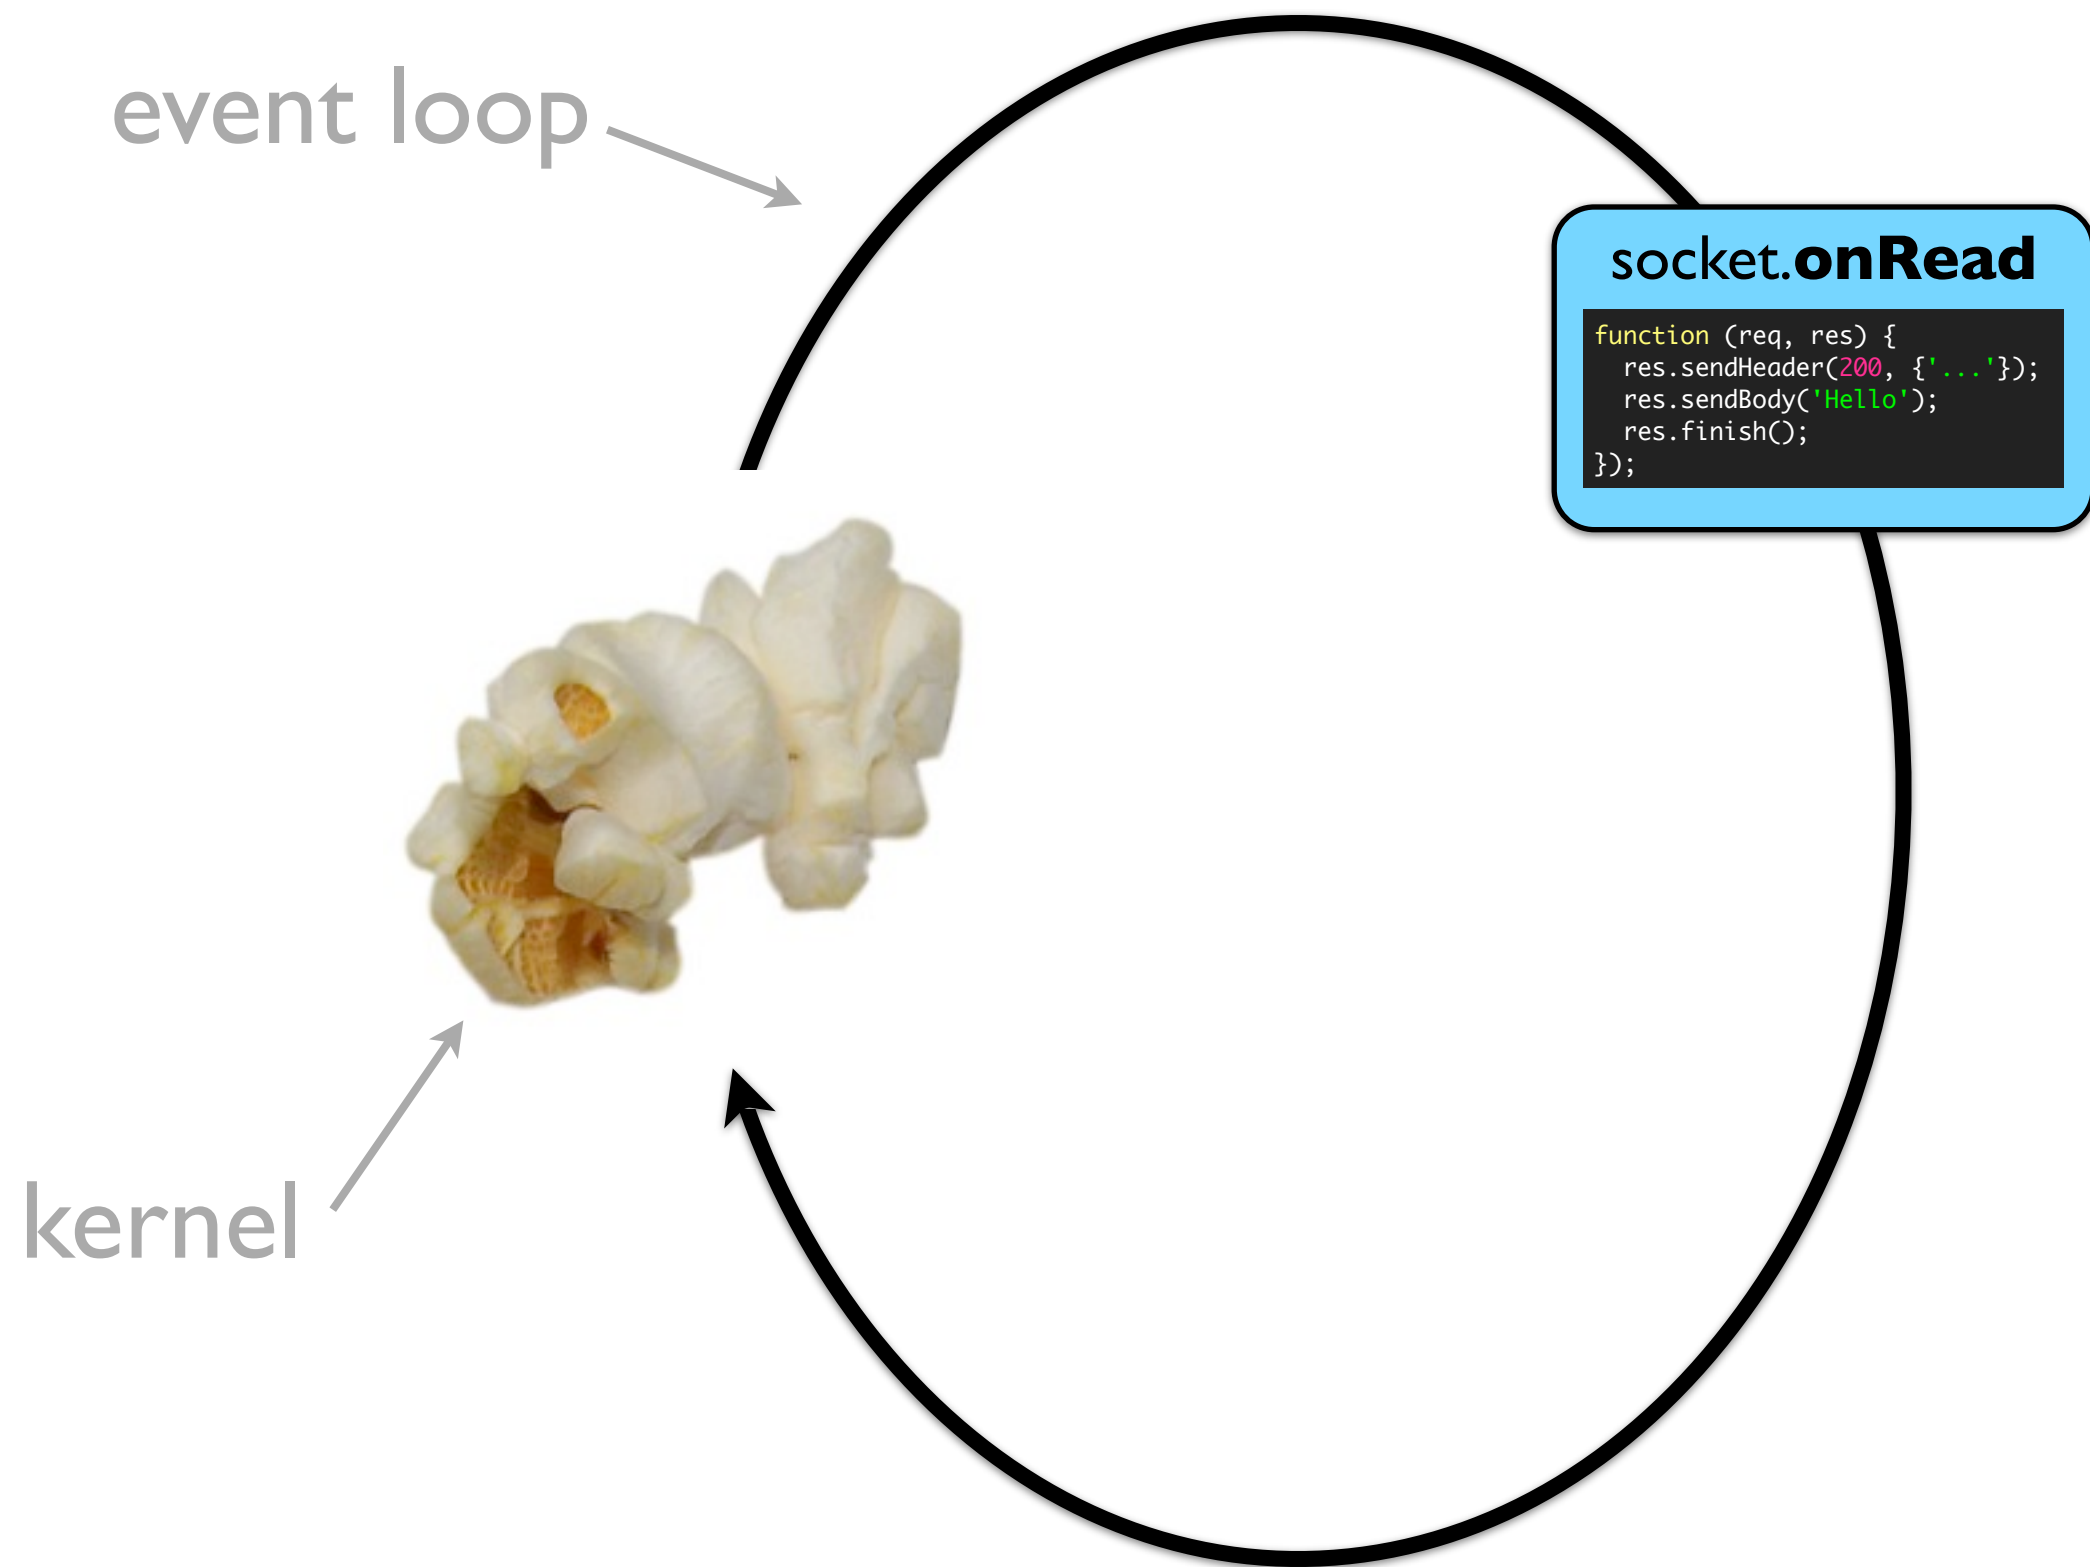 event loop
socket.onRead
function (req, res) {
  res.sendHeader(200, {'...'});
  res.sendBody('Hello');
  res.finish();
});
kernel